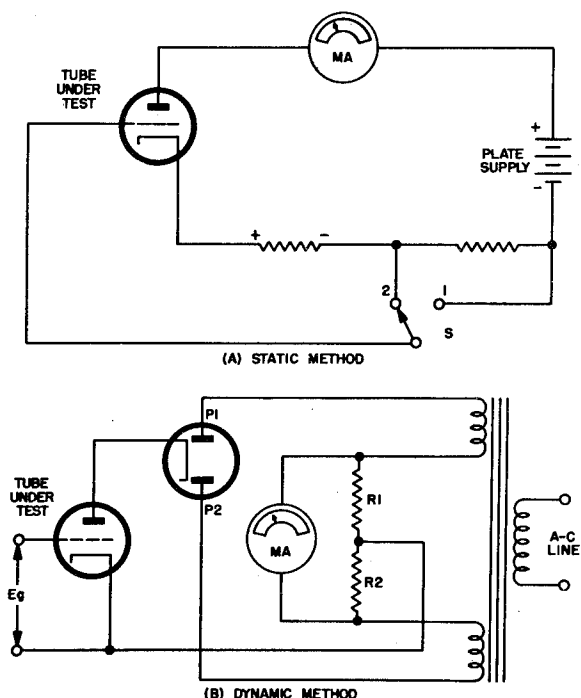 MA
TUBE
UNDER
TEST
+
PLATE
SUPPLY
-
+ -
2 1
S
(A) STATIC METHOD
P1
TUBE
UNDER
TEST
P2
R1
MA
A-C
LINE
R2
Eg
(B) DYNAMIC METHOD